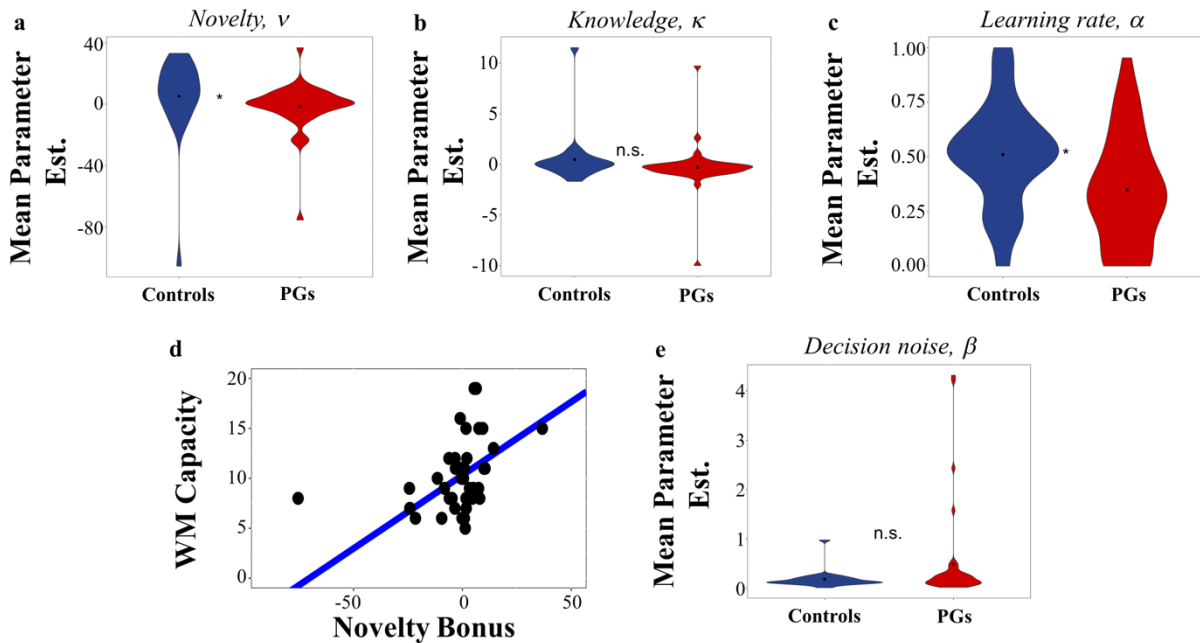 a
Novelty, ν
Mean Parameter
Est.
40
0
-40
-80
*
Controls
PGs
b
Knowledge, κ
Mean Parameter
Est.
10
5
0
-5
-10
n.s.
Controls
PGs
c
Learning rate, α
Mean Parameter
Est.
1.00
0.75
0.50
0.25
0.00
*
Controls
PGs
d
WM Capacity
20
15
10
5
0
-50
0
50
Novelty Bonus
e
Decision noise, β
Mean Parameter
Est.
4
3
2
1
0
n.s.
Controls
PGs